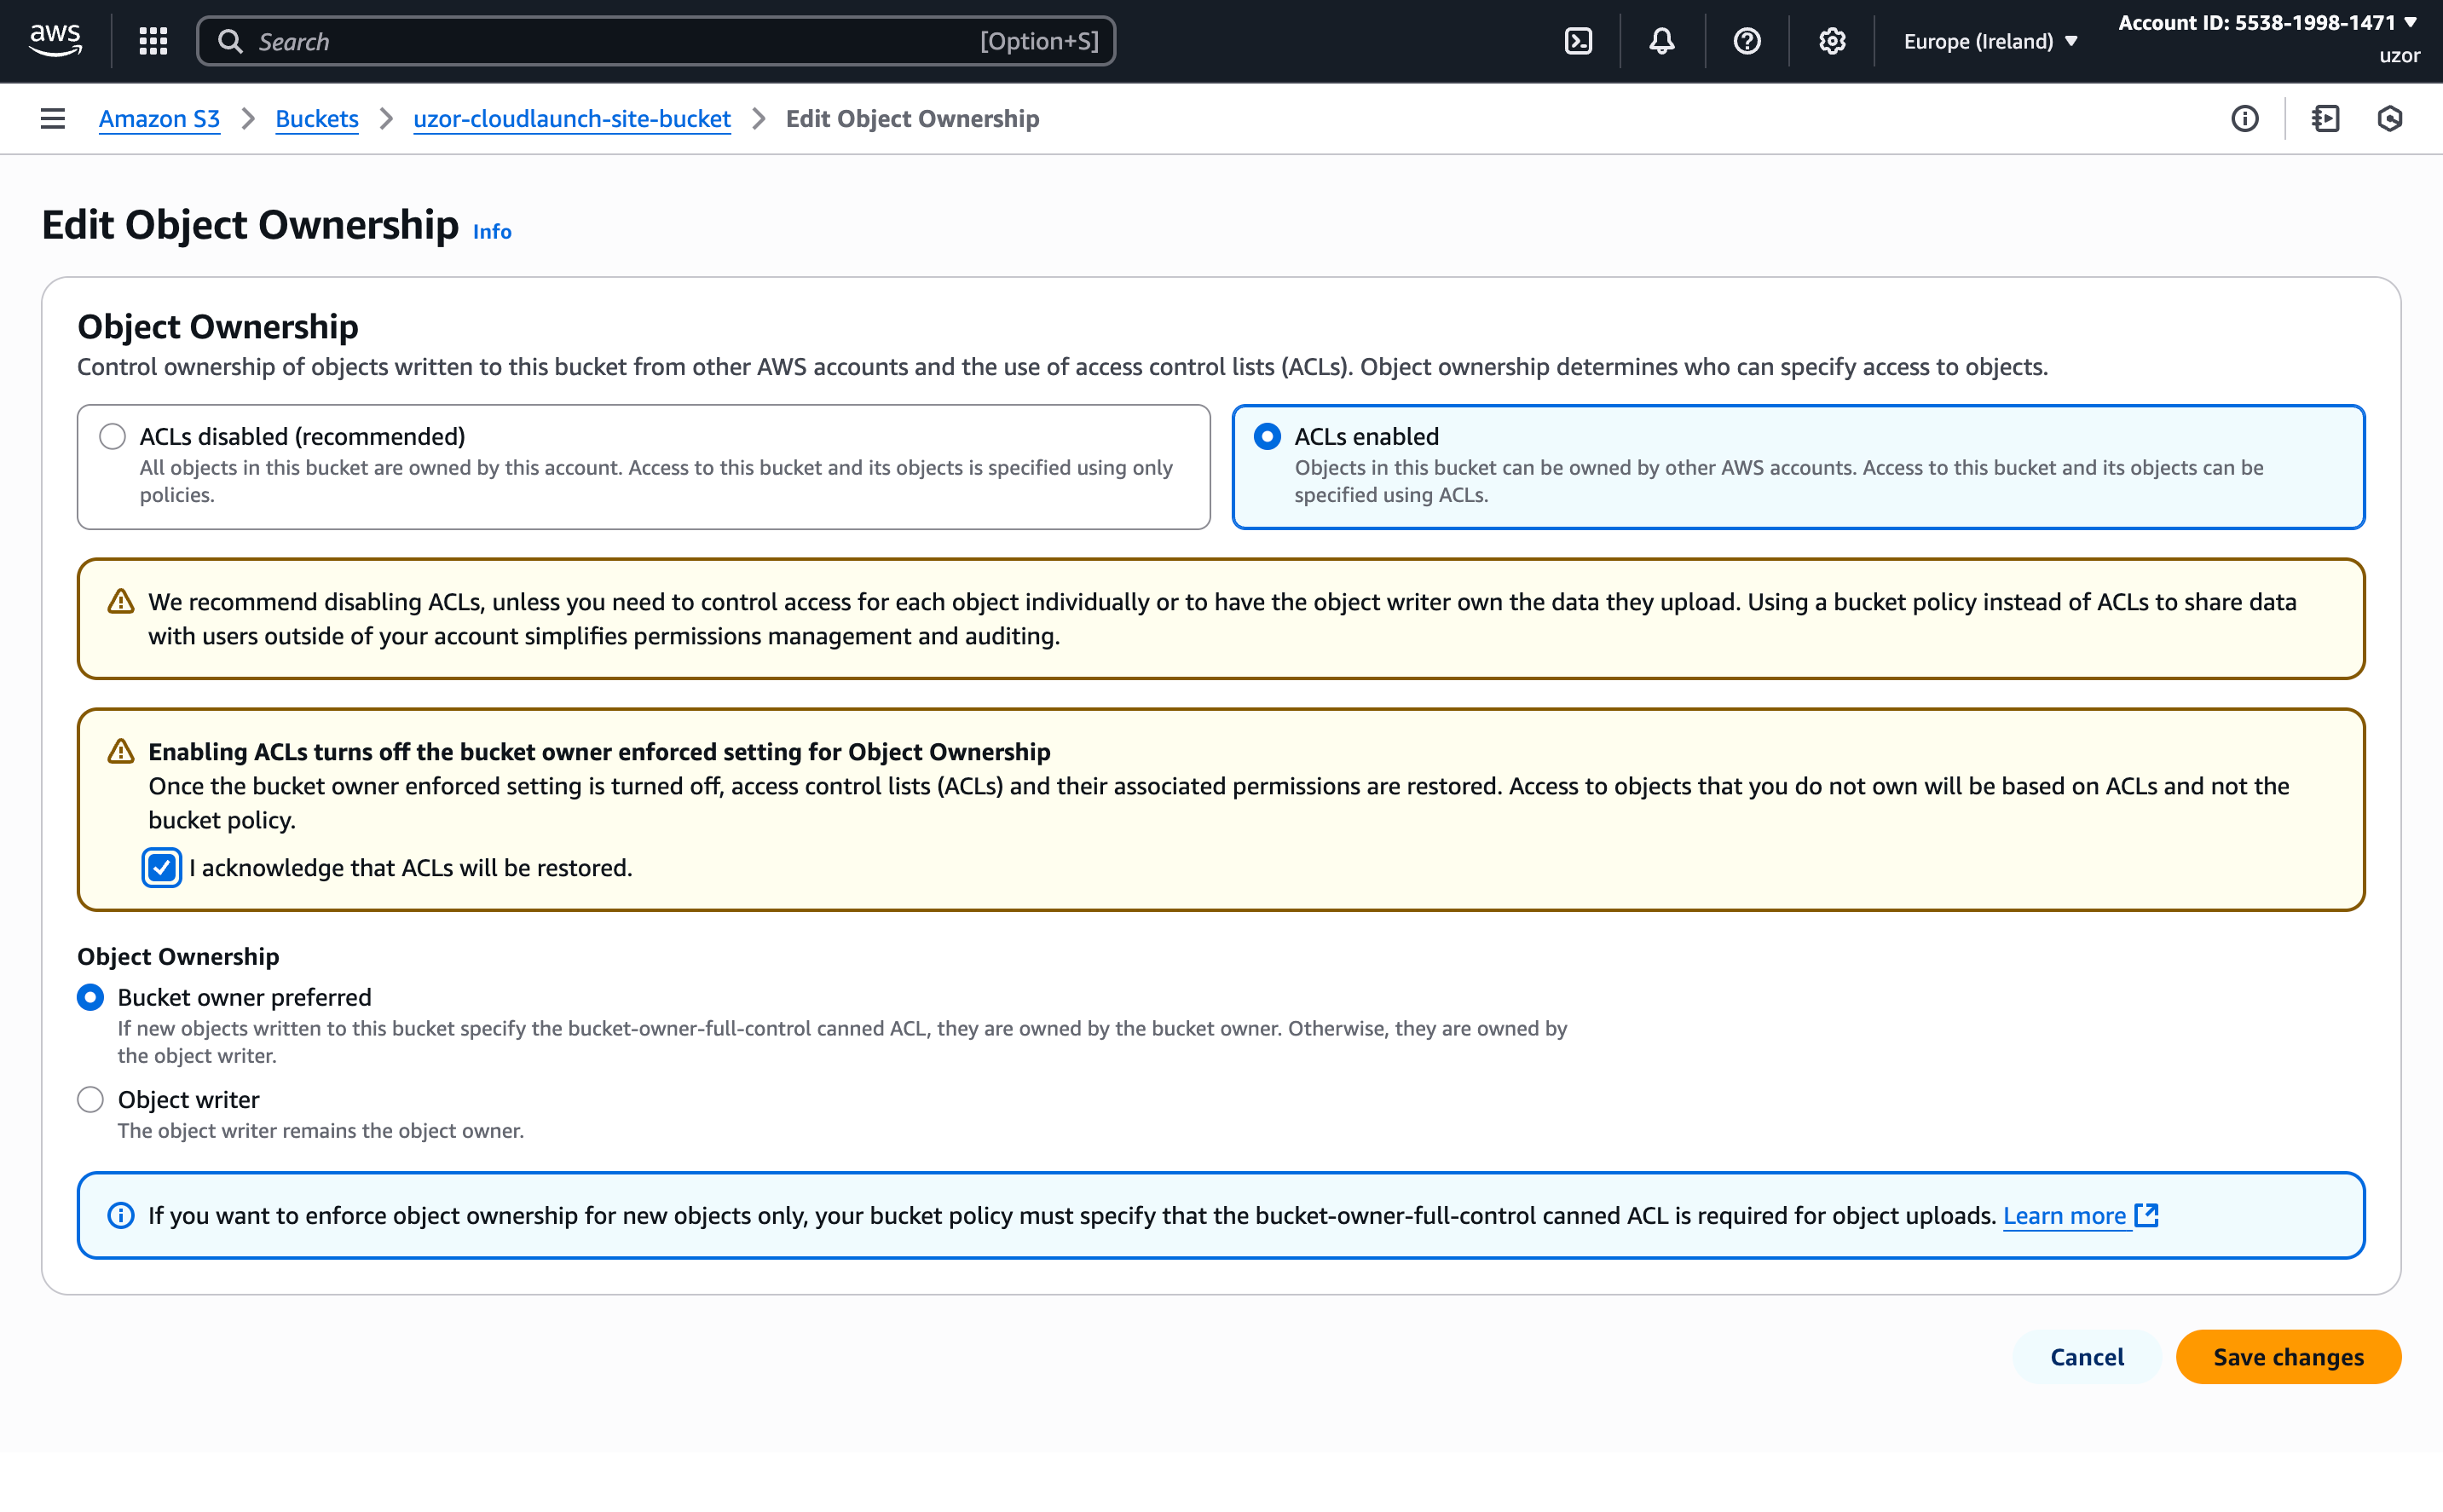 aws
Search
[Option+S]
Europe (Ireland)
Account ID: 5538-1998-1471
uzor
Amazon S3
Buckets
uzor-cloudlaunch-site-bucket
Edit Object Ownership
Edit Object Ownership
Info
Object Ownership
Control ownership of objects written to this bucket from other AWS accounts and the use of access control lists (ACLs). Object ownership determines who can specify access to objects.
ACLs disabled (recommended)
All objects in this bucket are owned by this account. Access to this bucket and its objects is specified using only
policies.
ACLs enabled
Objects in this bucket can be owned by other AWS accounts. Access to this bucket and its objects can be
specified using ACLs.
We recommend disabling ACLs, unless you need to control access for each object individually or to have the object writer own the data they upload. Using a bucket policy instead of ACLs to share data
with users outside of your account simplifies permissions management and auditing.
Enabling ACLs turns off the bucket owner enforced setting for Object Ownership
Once the bucket owner enforced setting is turned off, access control lists (ACLs) and their associated permissions are restored. Access to objects that you do not own will be based on ACLs and not the
bucket policy.
I acknowledge that ACLs will be restored.
Object Ownership
Bucket owner preferred
If new objects written to this bucket specify the bucket-owner-full-control canned ACL, they are owned by the bucket owner. Otherwise, they are owned by
the object writer.
Object writer
The object writer remains the object owner.
If you want to enforce object ownership for new objects only, your bucket policy must specify that the bucket-owner-full-control canned ACL is required for object uploads. Learn more
Cancel
Save changes